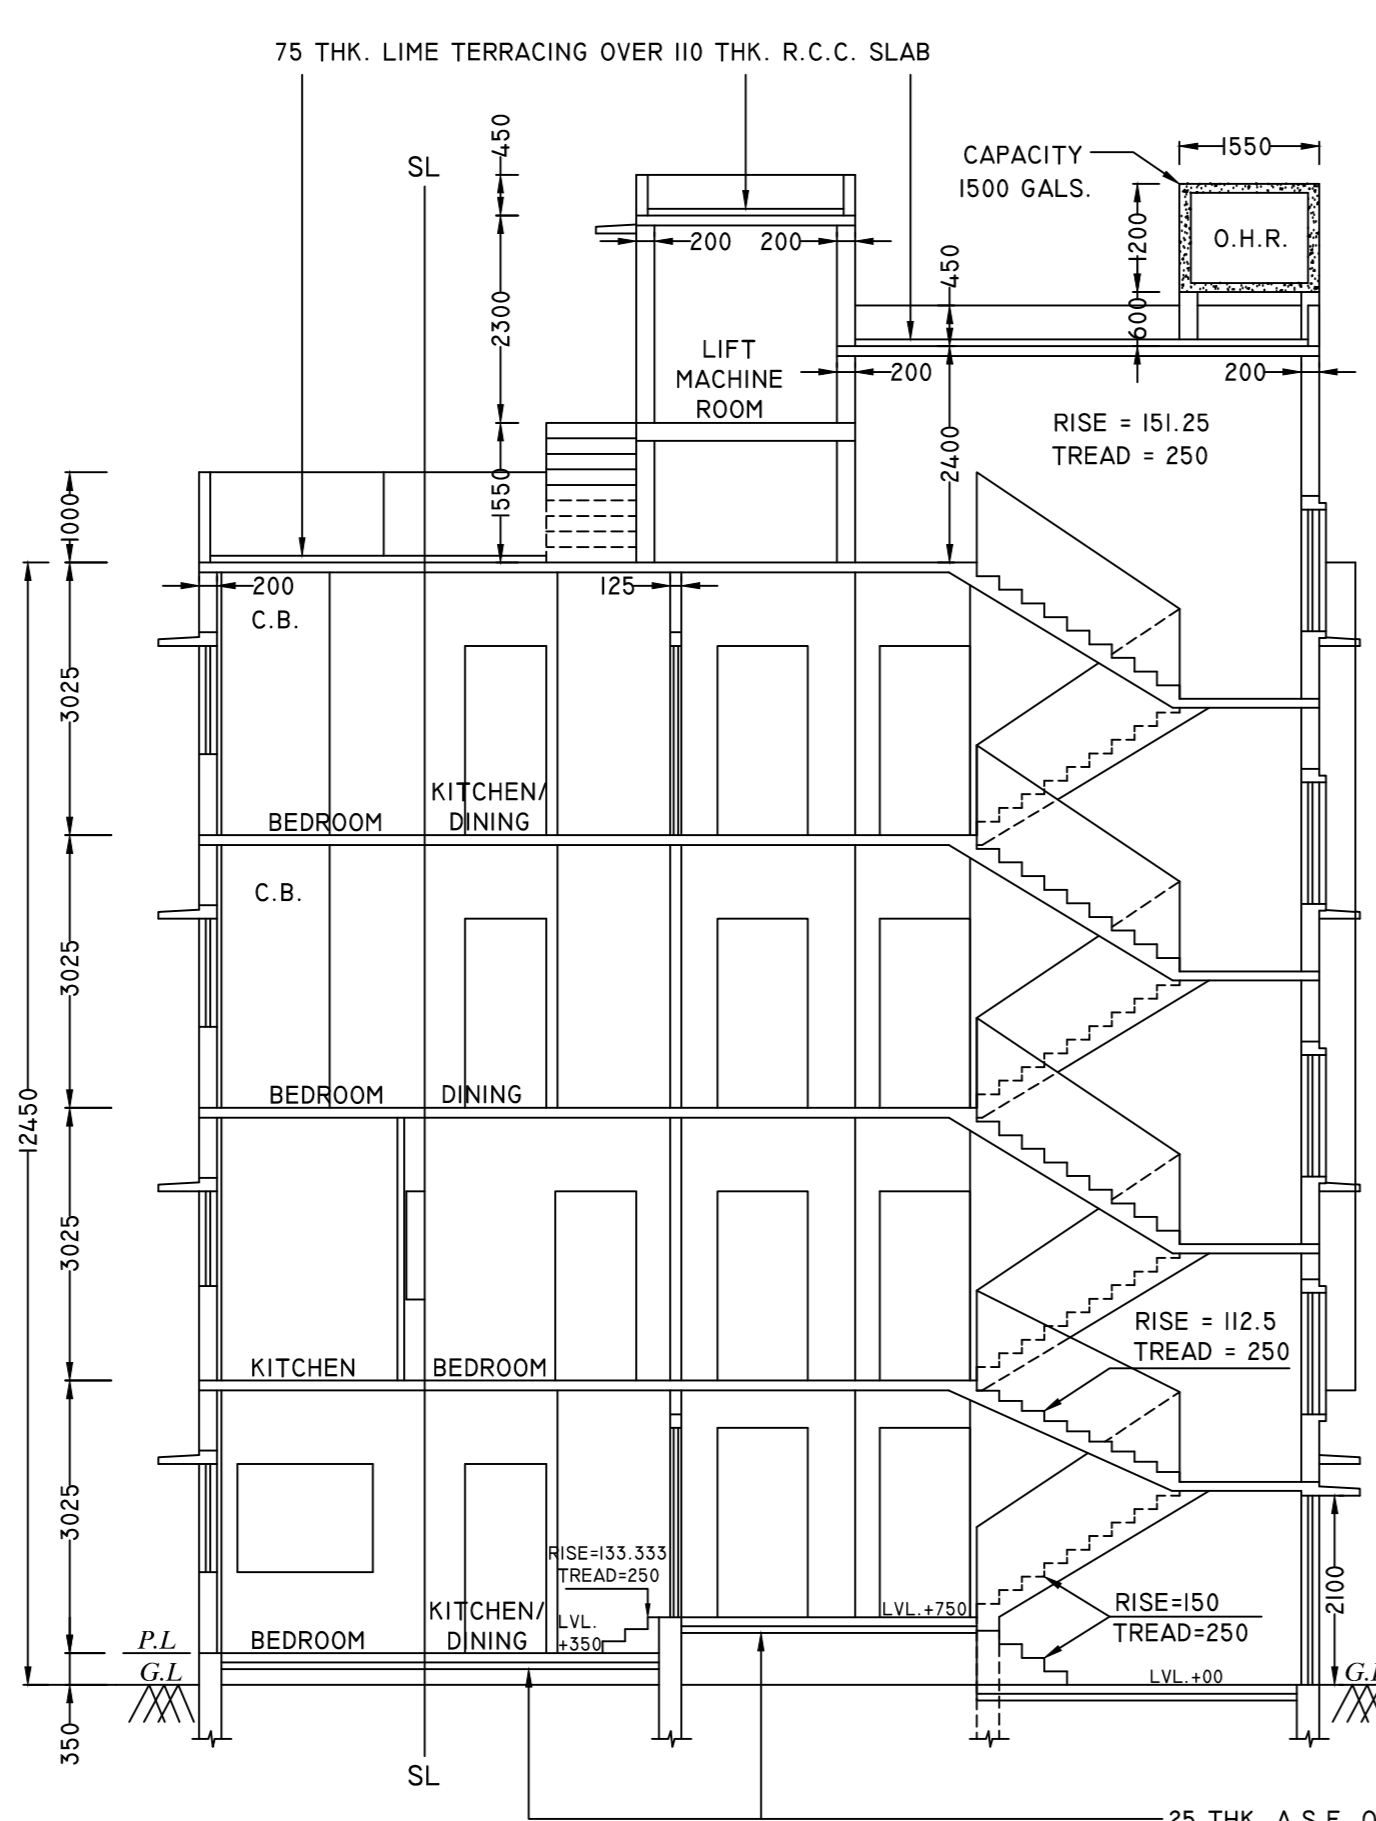 75 THK. LIME TERRACING OVER 110 THK. R.C.C. SLAB
SL
450
CAPACITY
1500 GALS.
1550
1200
O.H.R.
200
200
450
600
2300
LIFT
MACHINE
ROOM
200
200
RISE = 151.25
TREAD = 250
2400
1550
1000
200
125
C.B.
3025
KITCHEN/
DINING
BEDROOM
C.B.
3025
BEDROOM
DINING
12450
3025
RISE = 112.5
TREAD = 250
KITCHEN
BEDROOM
3025
RISE=133.333
TREAD=250
LVL.
+350
LVL.+750
KITCHEN/
DINING
BEDROOM
RISE=150
TREAD=250
2100
P.L
G.L
LVL.+00
350
SL
25 THK. A.S.F.